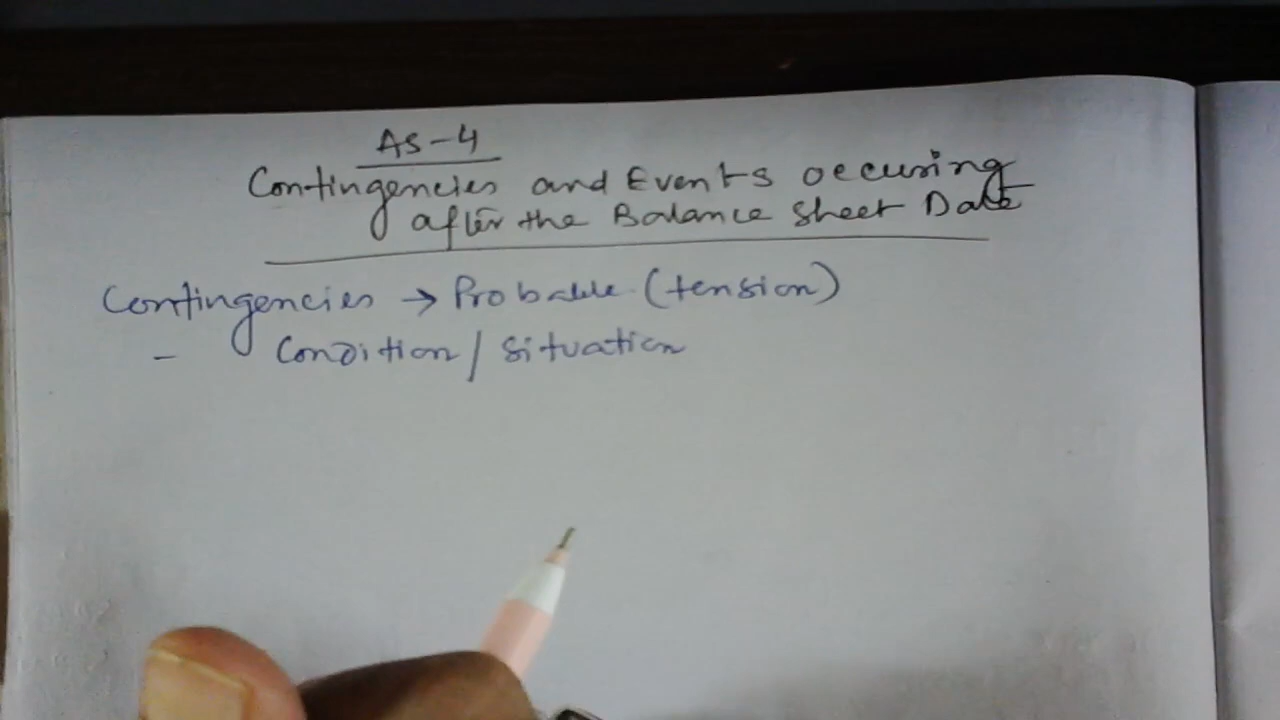 AS-4
Contingencies and Events occuring
after the Balance Sheet Date
Contingencies → Probable (tension)
- Condition / Situation